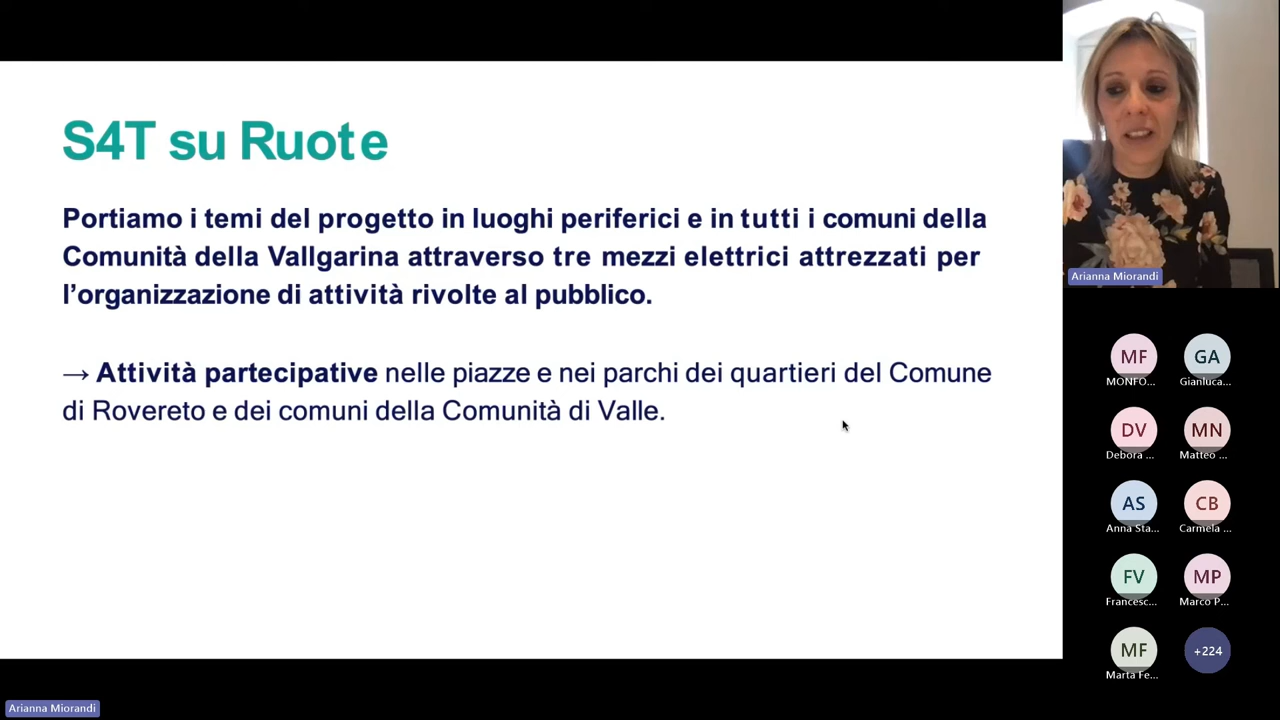 S4T su Ruote
Portiamo i temi del progetto in luoghi periferici e in tutti i comuni della
Comunità della Vallgarina attraverso tre mezzi elettrici attrezzati per
l’organizzazione di attività rivolte al pubblico.
→ Attività partecipative nelle piazze e nei parchi dei quartieri del Comune
di Rovereto e dei comuni della Comunità di Valle.
Arianna Miorandi
MF
GA
MONFO...
Gianluca...
DV
MN
Debora ...
Matteo ...
AS
CB
Anna Sta...
Carmela ...
FV
MP
Francesc...
Marco P...
MF
+224
Marta Fe...
Arianna Miorandi